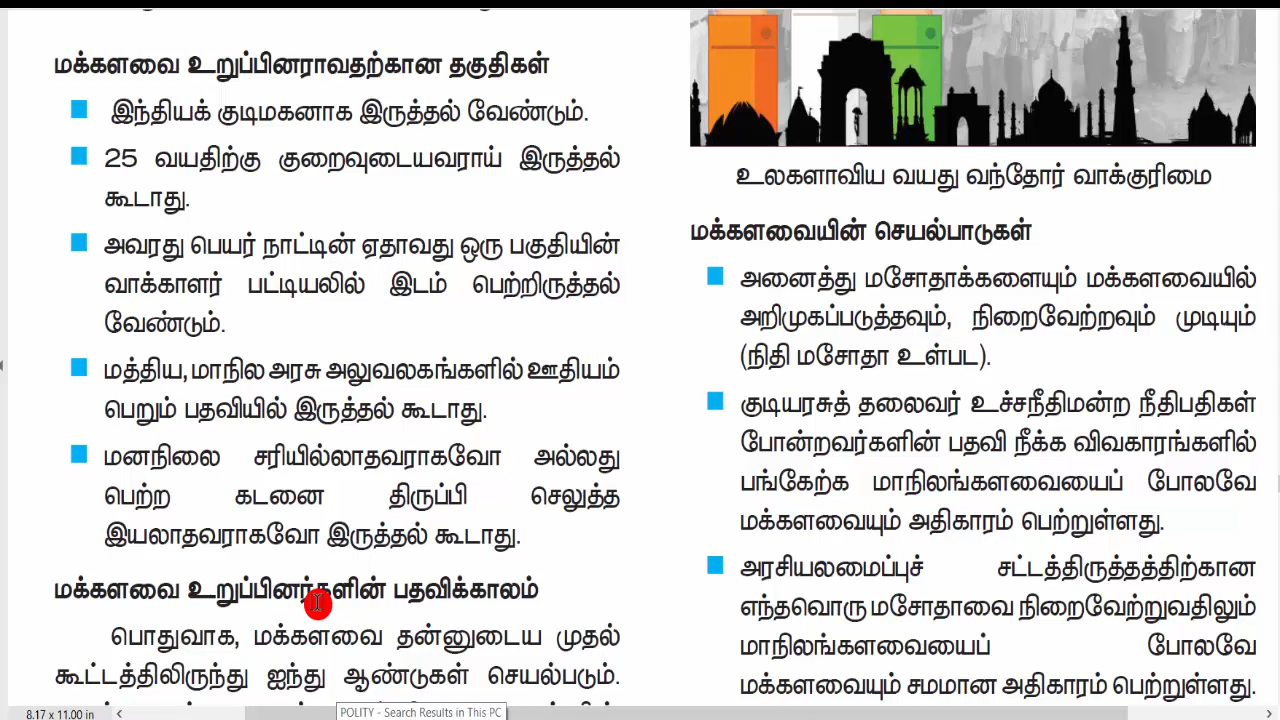 மக்களவை உறுப்பினராவதற்கான தகுதிகள்
இந்தியக் குடிமகனாக இருத்தல் வேண்டும்.
25 வயதிற்கு குறைவுடையவராய் இருத்தல்
கூடாது.
அவரது பெயர் நாட்டின் ஏதாவது ஒரு பகுதியின்
வாக்காளர் பட்டியலில் இடம் பெற்றிருத்தல்
வேண்டும்.
மத்திய, மாநில அரசு அலுவலகங்களில் ஊதியம்
பெறும் பதவியில் இருத்தல் கூடாது.
மனநிலை சரியில்லாதவராகவோ அல்லது
பெற்ற கடனை திருப்பி செலுத்த
இயலாதவராகவோ இருத்தல் கூடாது.
மக்களவை உறுப்பினர்களின் பதவிக்காலம்
பொதுவாக, மக்களவை தன்னுடைய முதல்
கூட்டத்திலிருந்து ஐந்து ஆண்டுகள் செயல்படும்.
உலகளாவிய வயது வந்தோர் வாக்குரிமை
மக்களவையின் செயல்பாடுகள்
அனைத்து மசோதாக்களையும் மக்களவையில்
அறிமுகப்படுத்தவும், நிறைவேற்றவும் முடியும்
(நிதி மசோதா உள்பட).
குடியரசுத் தலைவர் உச்சநீதிமன்ற நீதிபதிகள்
போன்றவர்களின் பதவி நீக்க விவகாரங்களில்
பங்கேற்க மாநிலங்களவையைப் போலவே
மக்களவையும் அதிகாரம் பெற்றுள்ளது.
அரசியலமைப்புச் சட்டத்திருத்தத்திற்கான
எந்தவொரு மசோதாவை நிறைவேற்றுவதிலும்
மாநிலங்களவையைப் போலவே
மக்களவையும் சமமான அதிகாரம் பெற்றுள்ளது.
8.17 x 11.00 in
POLITY - Search Results in This PC